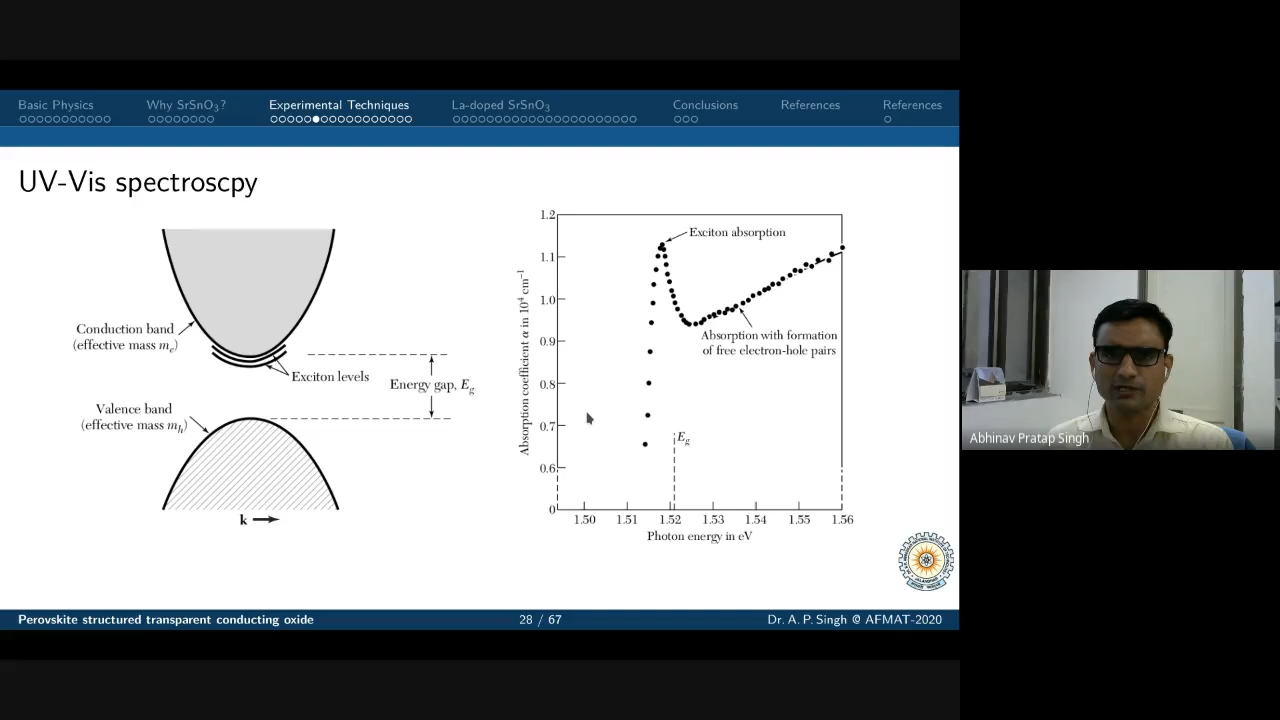 Basic Physics
Why SrSnO₃?
Experimental Techniques
La-doped SrSnO₃
Conclusions
References
References
UV-Vis spectroscpy
Conduction band
(effective mass mₑ)
Exciton levels
Energy gap, E_g
Valence band
(effective mass m_h)
k
1.2
1.1
1.0
0.9
0.8
0.7
0.6
0
Absorption coefficient α in 10⁴ cm⁻¹
Exciton absorption
Absorption with formation
of free electron-hole pairs
E_g
1.50 1.51 1.52 1.53 1.54 1.55 1.56
Photon energy in eV
Perovskite structured transparent conducting oxide
28 / 67
Dr. A. P. Singh @ AFMAT-2020
Abhinav Pratap Singh